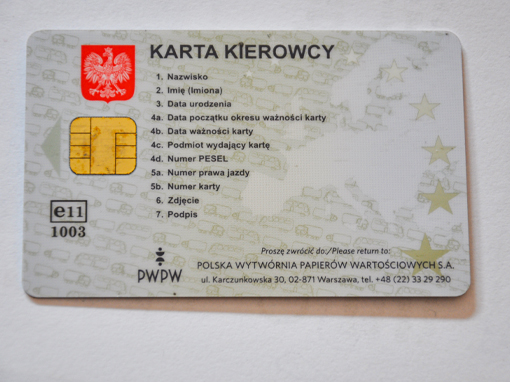 KARTA KIEROWCY
1. Nazwisko
2. Imię (Imiona)
3. Data urodzenia
4a. Data początku okresu ważności karty
4b. Data ważności karty
4c. Podmiot wydający kartę
4d. Numer PESEL
5a. Numer prawa jazdy
5b. Numer karty
6. Zdjęcie
7. Podpis
e11
1003
PWPW
Proszę zwrócić do:/Please return to:
POLSKA WYTWÓRNIA PAPIERÓW WARTOŚCIOWYCH S.A.
ul. Karczunkowska 30, 02-871 Warszawa, tel. +48 (22) 33 29 290